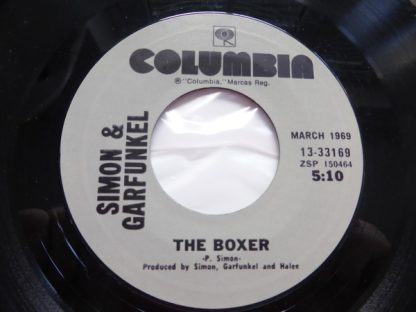 COLUMBIA
® "Columbia," Marcas Reg.
SIMON &
GARFUNKEL
MARCH 1969
13-33169
ZSP 150464
5:10
THE BOXER
-P. Simon-
Produced by Simon, Garfunkel and Halee